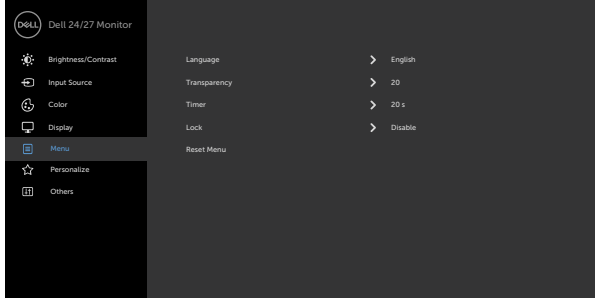 DELL Dell 24/27 Monitor
Brightness/Contrast Language English
Input Source Transparency 20
Color Timer 20 s
Display Lock Disable
Menu Reset Menu
Personalize
Others